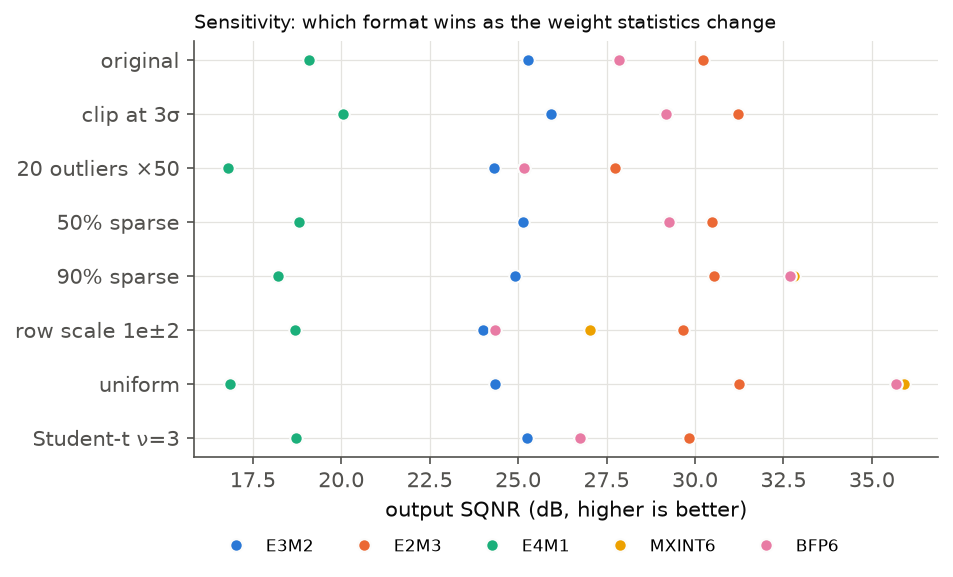 Sensitivity: which format wins as the weight statistics change
original
clip at 3σ
20 outliers ×50
50% sparse
90% sparse
row scale 1e±2
uniform
Student-t ν=3
17.5 20.0 22.5 25.0 27.5 30.0 32.5 35.0
output SQNR (dB, higher is better)
E3M2 E2M3 E4M1 MXINT6 BFP6